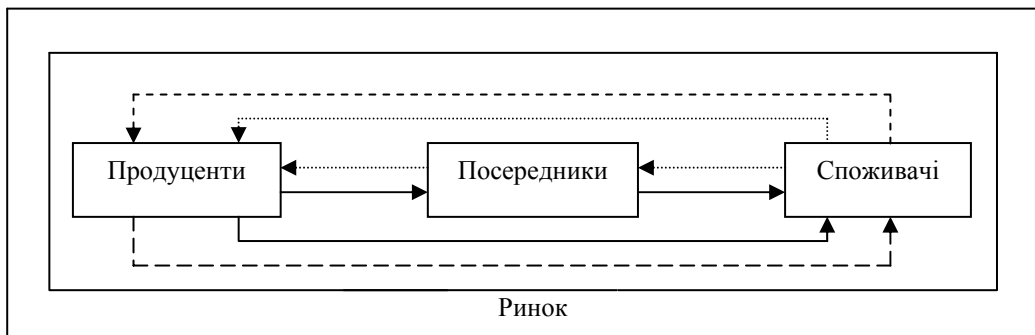 Продуценти
Посередники
Споживачі
Ринок